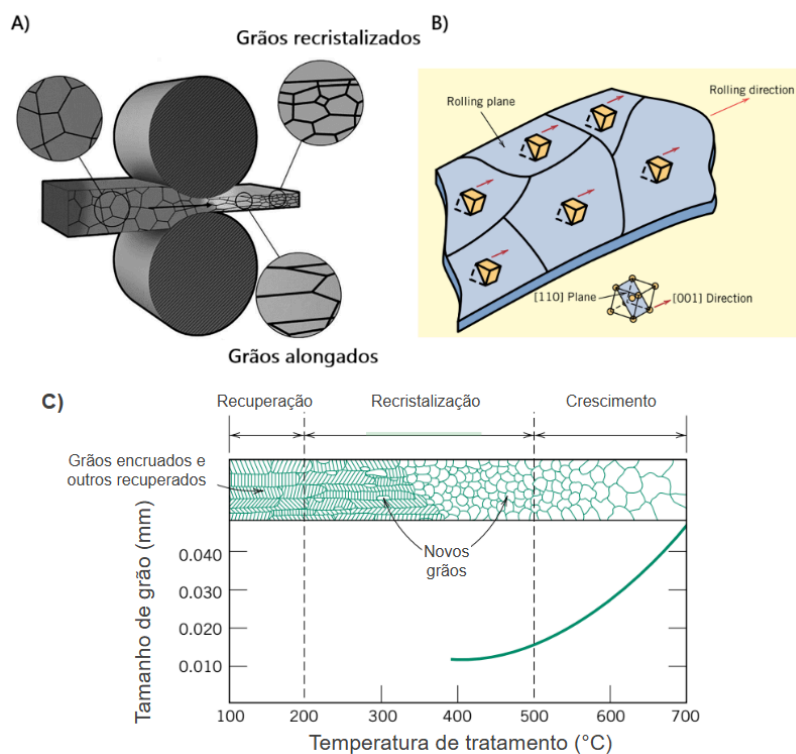 A)
Grãos recristalizados
Grãos alongados
B)
Rolling plane
Rolling direction
[110] Plane
[001] Direction
C)
Recuperação
Recristalização
Crescimento
Grãos encruados e
outros recuperados
Novos
grãos
Tamanho de grão (mm)
0.040
0.030
0.020
0.010
100
200
300
400
500
600
700
Temperatura de tratamento (°C)